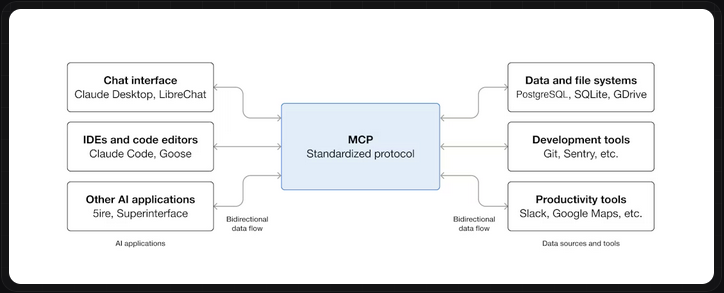 Chat interface
Claude Desktop, LibreChat
IDEs and code editors
Claude Code, Goose
Other AI applications
5ire, Superinterface
AI applications
Bidirectional
data flow
MCP
Standardized protocol
Bidirectional
data flow
Data and file systems
PostgreSQL, SQLite, GDrive
Development tools
Git, Sentry, etc.
Productivity tools
Slack, Google Maps, etc.
Data sources and tools